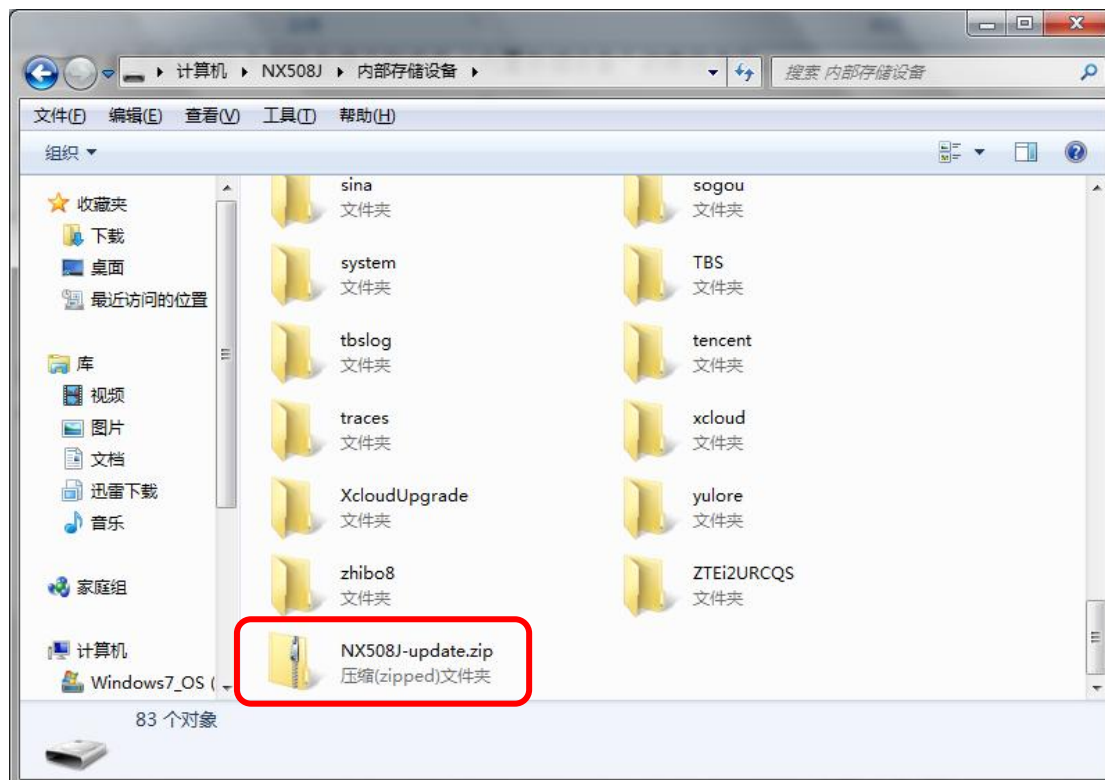 计算机 ▸ NX508J ▸ 内部存储设备 ▸
搜索 内部存储设备
文件(F) 编辑(E) 查看(V) 工具(T) 帮助(H)
组织
收藏夹
下载
桌面
最近访问的位置
库
视频
图片
文档
迅雷下载
音乐
家庭组
计算机
Windows7_OS (
sina
文件夹
sogou
文件夹
system
文件夹
TBS
文件夹
tbslog
文件夹
tencent
文件夹
traces
文件夹
xcloud
文件夹
XcloudUpgrade
文件夹
yulore
文件夹
zhibo8
文件夹
ZTEi2URCQS
文件夹
NX508J-update.zip
压缩(zipped)文件夹
83 个对象